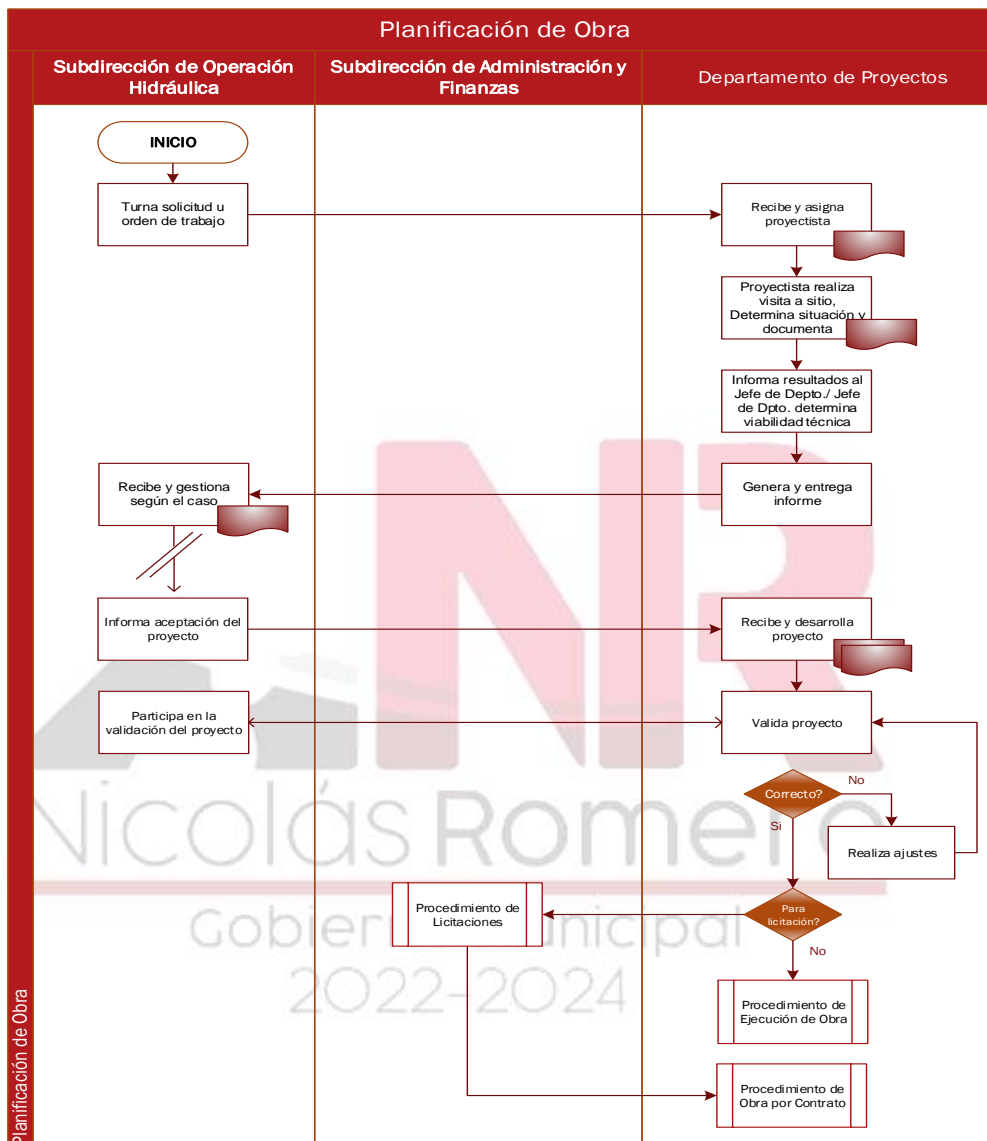 Planificación de Obra
Subdirección de Operación
Hidráulica
Subdirección de Administración y
Finanzas
Departamento de Proyectos
INICIO
Turna solicitud u
orden de trabajo
Recibe y asigna
proyectista
Proyectista realiza
visita a sitio,
Determina situación y
documenta
Informa resultados al
Jefe de Depto./ Jefe
de Dpto. determina
viabilidad técnica
Recibe y gestiona
según el caso
Genera y entrega
informe
Informa aceptación del
proyecto
Recibe y desarrolla
proyecto
Participa en la
validación del proyecto
Valida proyecto
Correcto?
No
Si
Realiza ajustes
Procedimiento de
Licitaciones
Para
licitación?
No
Procedimiento de
Ejecución de Obra
Procedimiento de
Obra por Contrato
Planificación de Obra
NR
Nicolás Romero
Gobierno Municipal
2022-2024